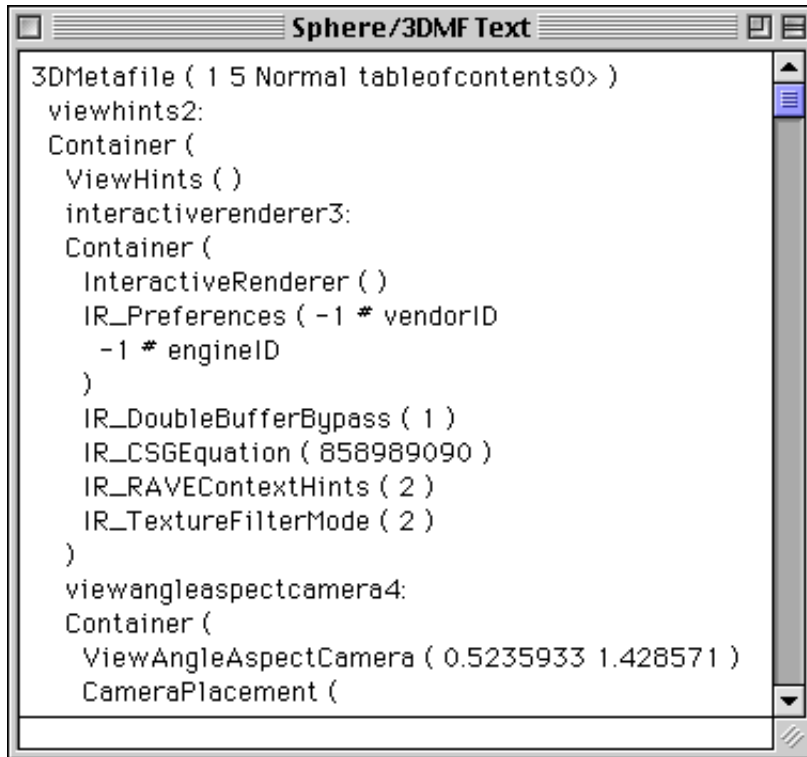 Sphere/3DMF Text
3DMetafile ( 1 5 Normal tableofcontents0> )
viewhints2:
Container (
ViewHints ( )
interactiverenderer3:
Container (
InteractiveRenderer ( )
IR_Preferences ( -1 # vendorID
-1 # engineID
)
IR_DoubleBufferBypass ( 1 )
IR_CSGEquation ( 858989090 )
IR_RAVEContextHints ( 2 )
IR_TextureFilterMode ( 2 )
)
viewangleaspectcamera4:
Container (
ViewAngleAspectCamera ( 0.5235933 1.428571 )
CameraPlacement (